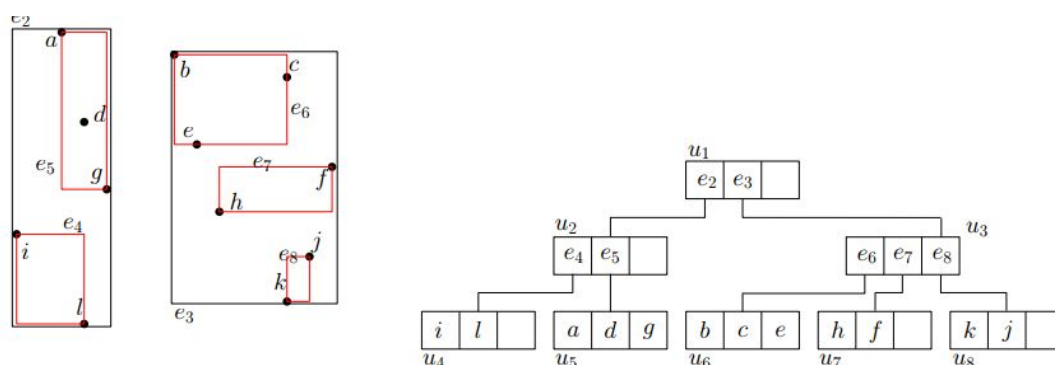 e₂
a
b
c
d
e₆
e
e₅
g
e₇
f
h
e₄
i
j
e₈
k
l
e₃
u₁
e₂ e₃
u₂ u₃
e₄ e₅ e₆ e₇ e₈
i l a d g b c e h f k j
u₄ u₅ u₆ u₇ u₈